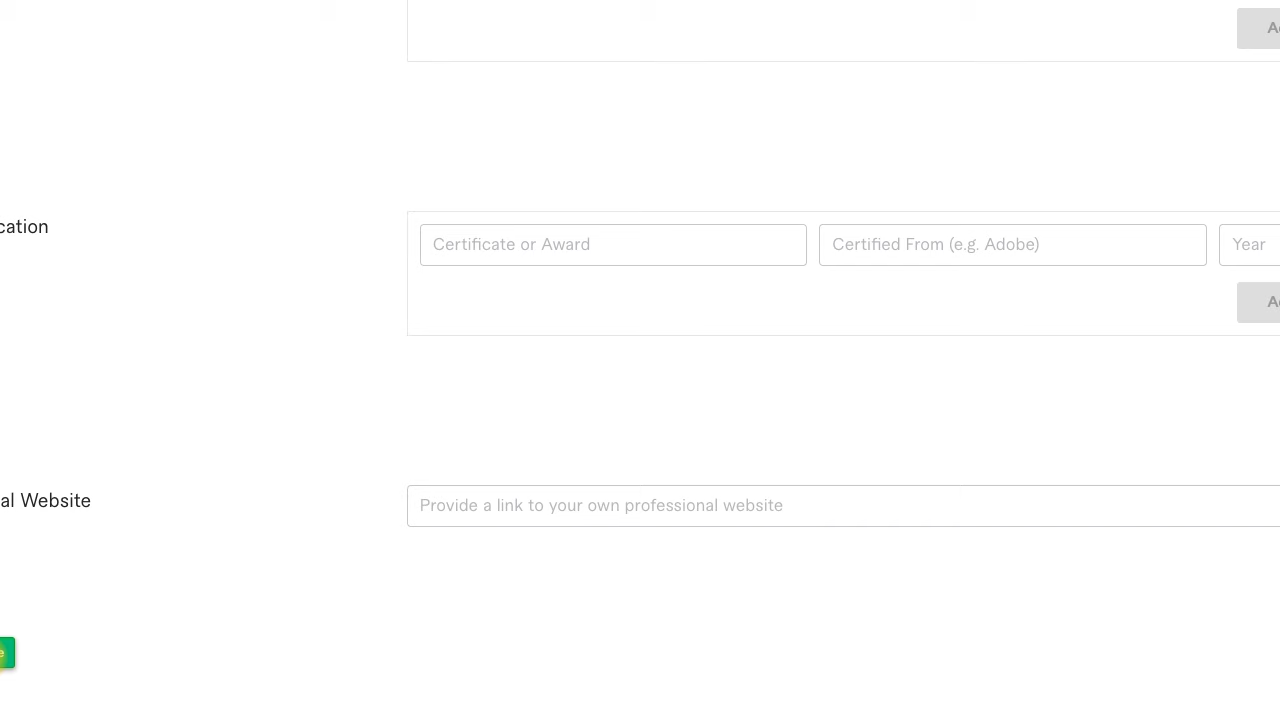 cation
Certificate or Award
Certified From (e.g. Adobe)
Year
al Website
Provide a link to your own professional website